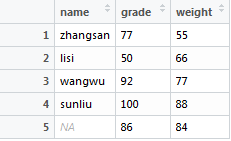 name grade weight
1 zhangsan 77 55
2 lisi 50 66
3 wangwu 92 77
4 sunliu 100 88
5 NA 86 84